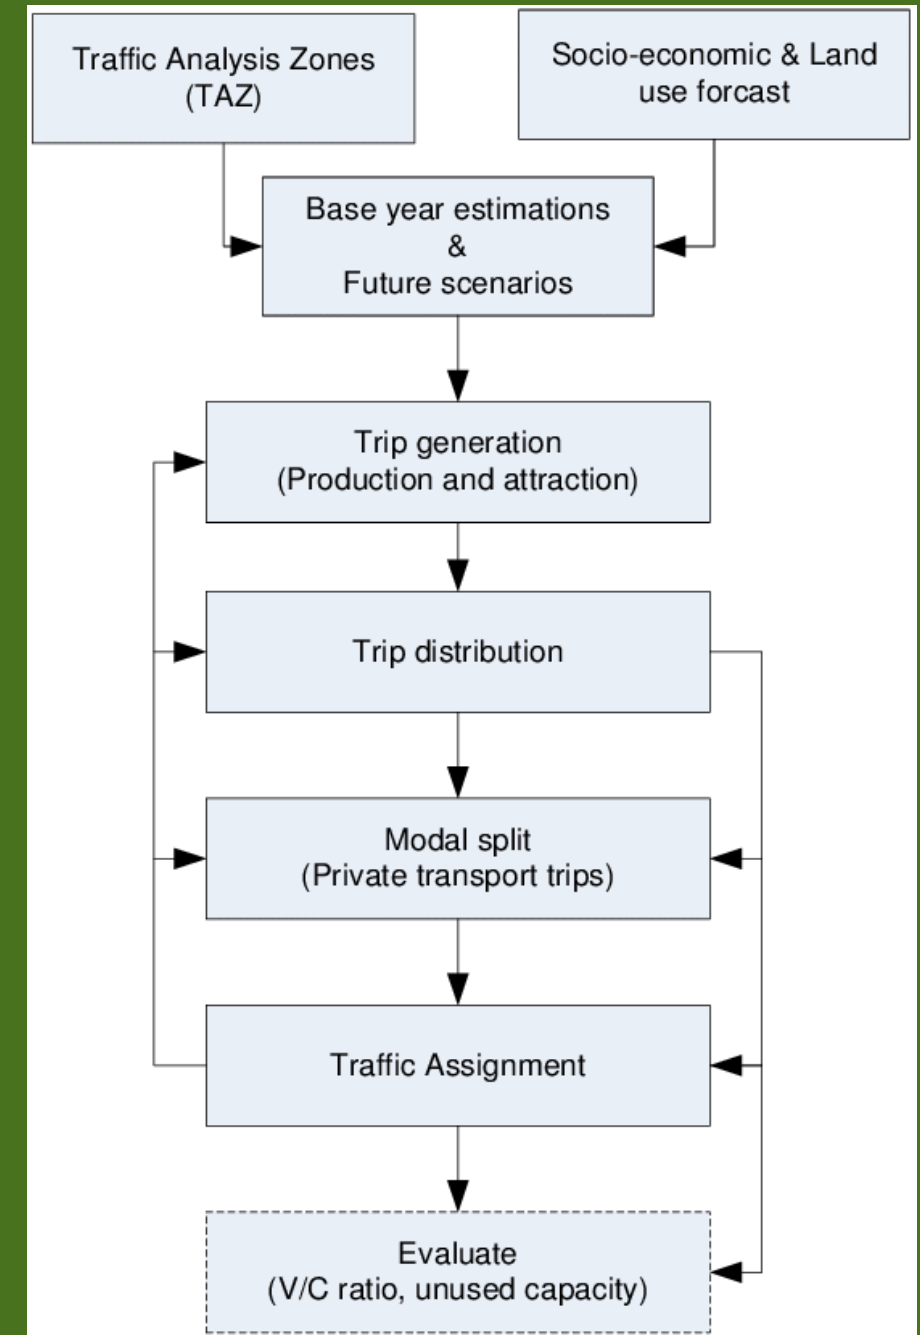 Traffic Analysis Zones
(TAZ)
Socio-economic & Land
use forcast
Base year estimations
&
Future scenarios
Trip generation
(Production and attraction)
Trip distribution
Modal split
(Private transport trips)
Traffic Assignment
Evaluate
(V/C ratio, unused capacity)